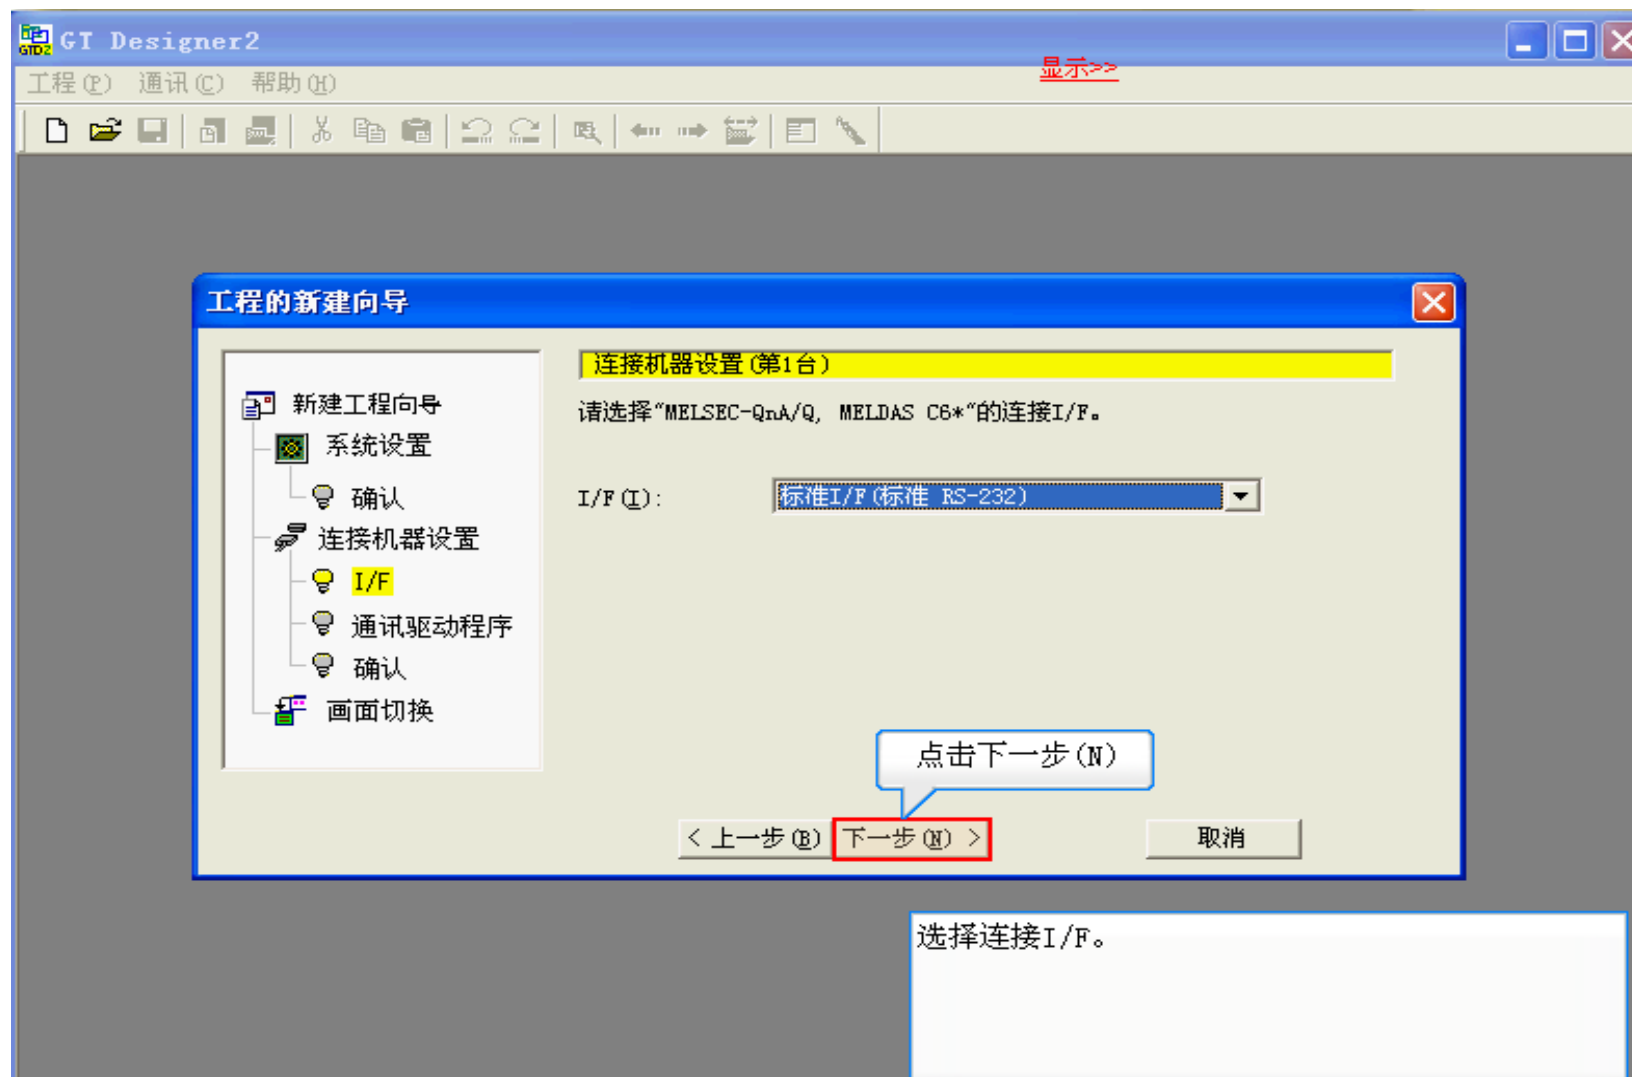 GT Designer2
显示>>
工程(P) 通讯(C) 帮助(H)
工程的新建向导
新建工程向导
系统设置
确认
连接机器设置
I/F
通讯驱动程序
确认
画面切换
连接机器设置(第1台)
请选择"MELSEC-QnA/Q, MELDAS C6*"的连接I/F。
I/F(I): 标准I/F(标准 RS-232)
点击下一步(N)
< 上一步(B) 下一步(N) > 取消
选择连接I/F。